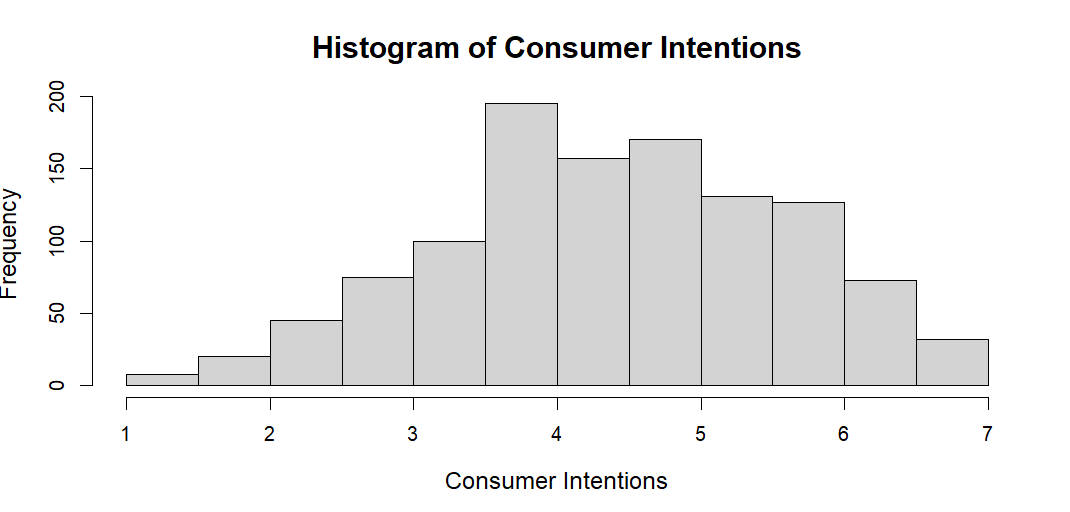 Histogram of Consumer Intentions
Frequency
200
150
100
50
0
1 2 3 4 5 6 7
Consumer Intentions